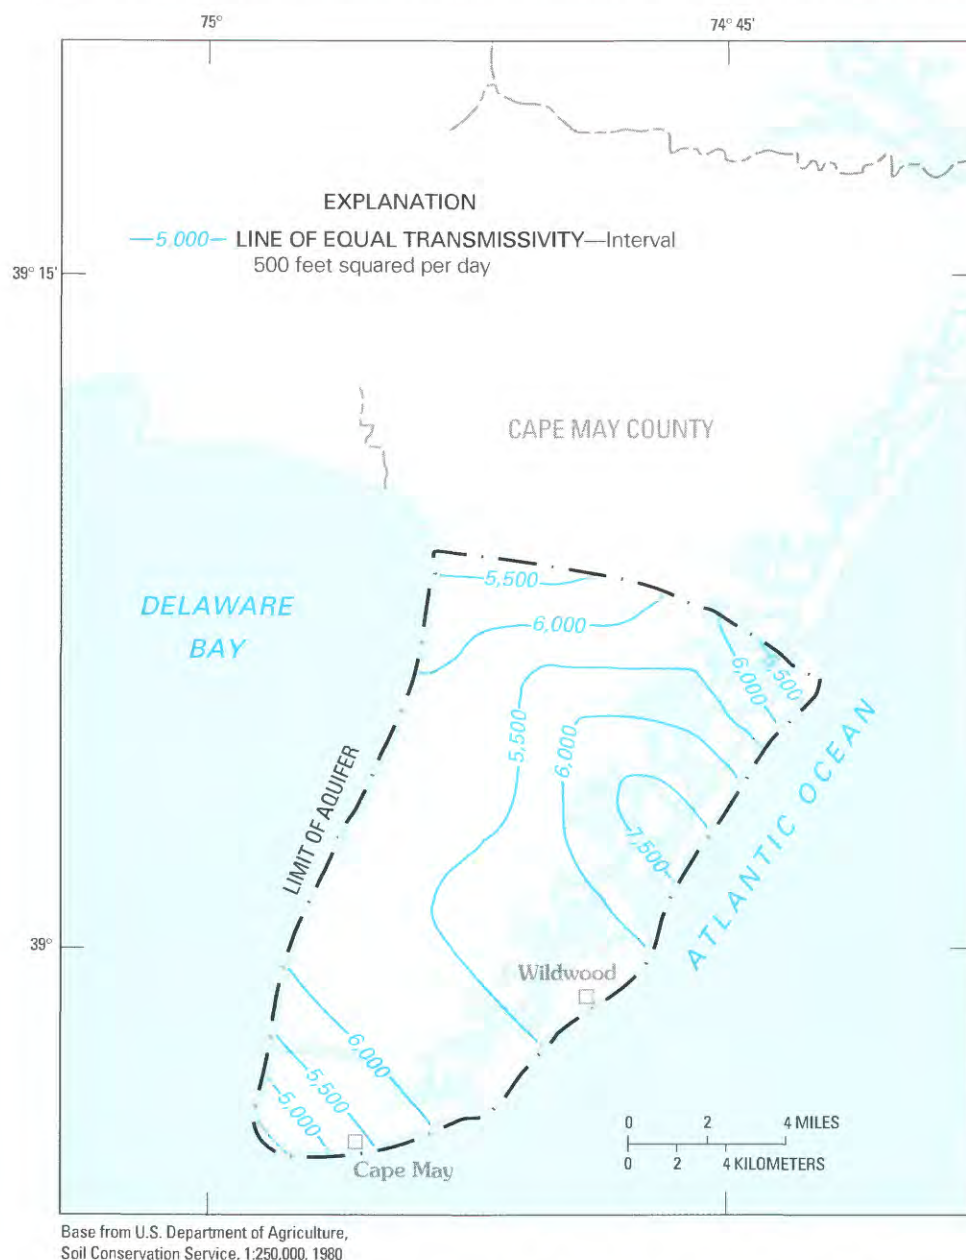 75°
74° 45'
EXPLANATION
5,000 LINE OF EQUAL TRANSMISSIVITY—Interval
500 feet squared per day
39° 15'
CAPE MAY COUNTY
DELAWARE
BAY
5,500
6,000
6,000
5,500
5,500
6,000
7,500
LIMIT OF AQUIFER
ATLANTIC OCEAN
39°
Wildwood
6,000
5,500
5,000
Cape May
0 2 4 MILES
0 2 4 KILOMETERS
Base from U.S. Department of Agriculture,
Soil Conservation Service, 1:250,000, 1980